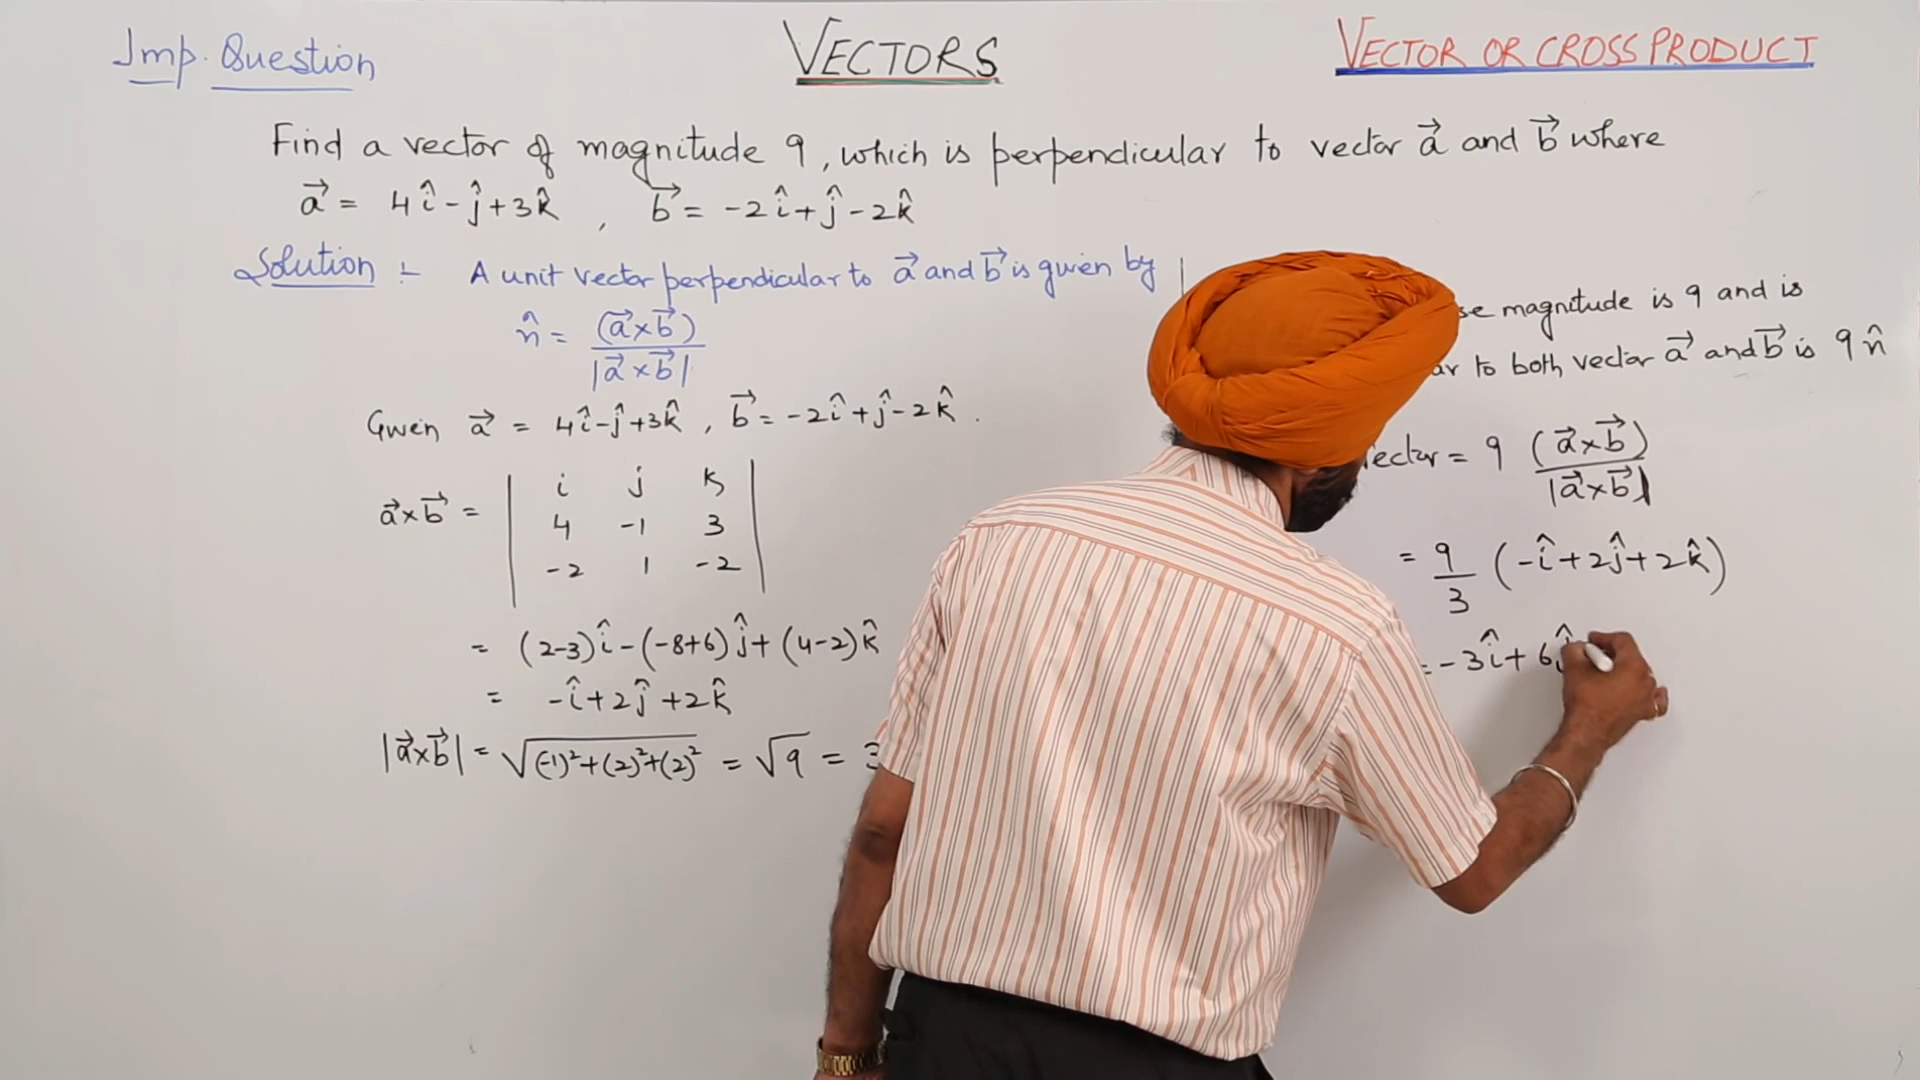 Imp. Question
VECTORS
VECTOR OR CROSS PRODUCT
Find a vector of magnitude 9, which is perpendicular to vector a⃗ and b⃗ where
a⃗ = 4î - ĵ + 3k̂ , b⃗ = -2î + ĵ - 2k̂
Solution :- A unit vector perpendicular to a⃗ and b⃗ is given by
n̂ = (a⃗ × b⃗) / |a⃗ × b⃗|
Given a⃗ = 4î - ĵ + 3k̂ , b⃗ = -2î + ĵ - 2k̂ .
i j k
a⃗ × b⃗ = | 4 -1 3 |
-2 1 -2
= (2-3)î - (-8+6)ĵ + (4-2)k̂
= -î + 2ĵ + 2k̂
|a⃗ × b⃗| = √(-1)² + (2)² + (2)² = √9 = 3
magnitude is 9 and is
to both vector a⃗ and b⃗ is 9 n̂
= 9 (a⃗ × b⃗) / |a⃗ × b⃗|
= 9/3 (-î + 2ĵ + 2k̂)
= -3î + 6ĵ